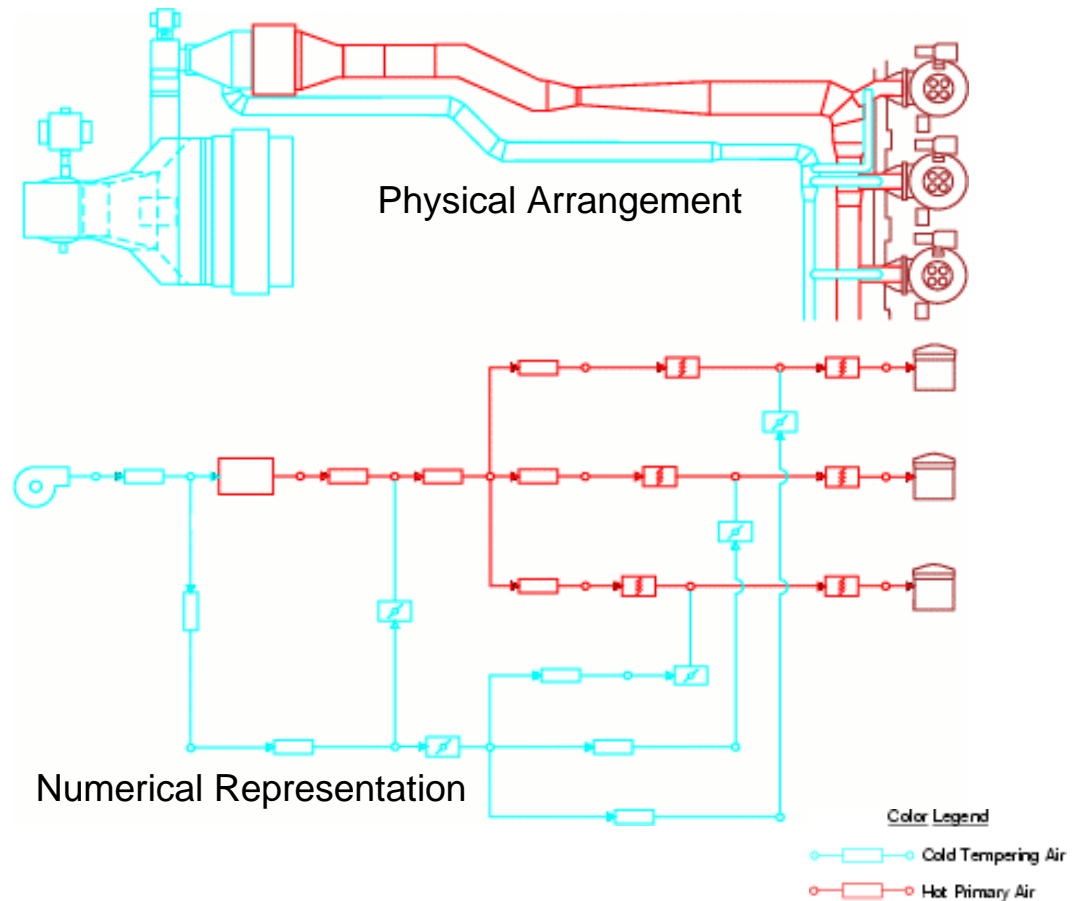 Physical Arrangement
Numerical Representation
Color Legend
Cold Tempering Air
Hot Primary Air